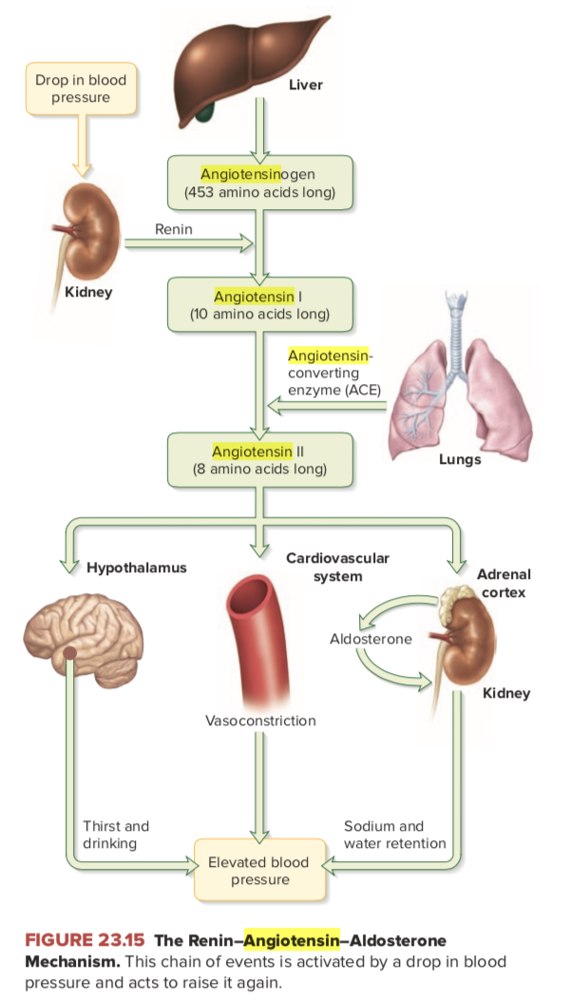 Drop in blood
pressure
Liver
Angiotensinogen
(453 amino acids long)
Renin
Kidney
Angiotensin I
(10 amino acids long)
Angiotensin-
converting
enzyme (ACE)
Lungs
Angiotensin II
(8 amino acids long)
Hypothalamus
Cardiovascular
system
Adrenal
cortex
Aldosterone
Kidney
Vasoconstriction
Thirst and
drinking
Sodium and
water retention
Elevated blood
pressure
FIGURE 23.15 The Renin–Angiotensin–Aldosterone
Mechanism. This chain of events is activated by a drop in blood
pressure and acts to raise it again.